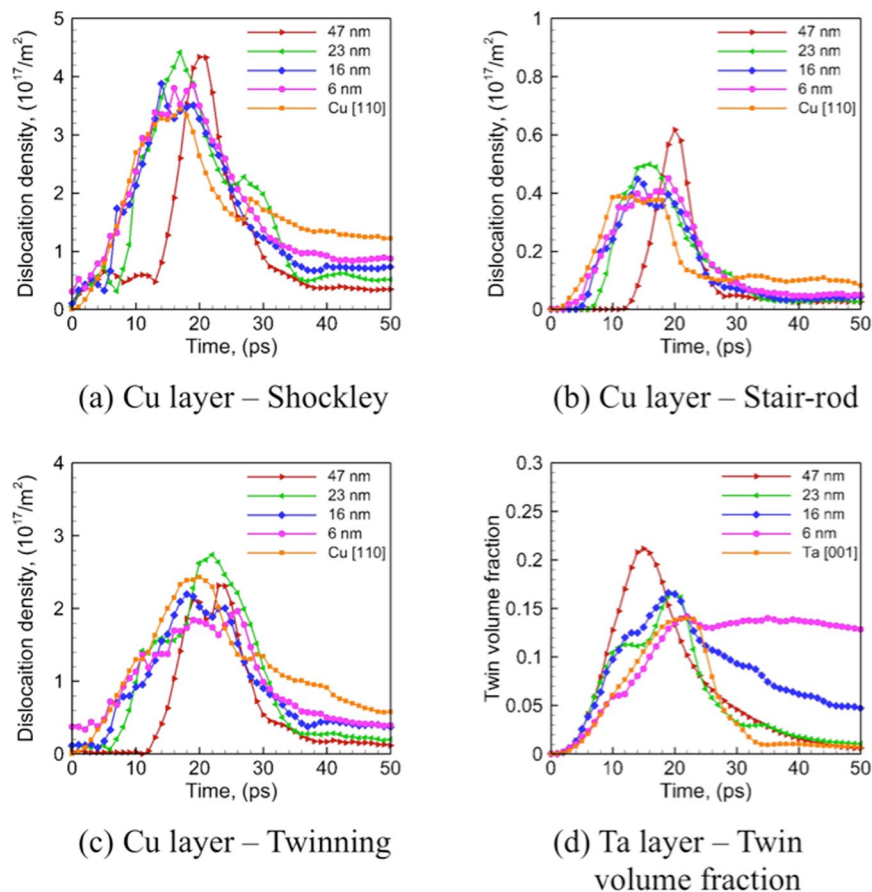 5
4
3
2
1
0
Dislocaition density, (10¹⁷/m²)
47 nm
23 nm
16 nm
6 nm
Cu [110]
0 10 20 30 40 50
Time, (ps)
(a) Cu layer – Shockley
1
0.8
0.6
0.4
0.2
0
Dislocaition density, (10¹⁷/m²)
47 nm
23 nm
16 nm
6 nm
Cu [110]
0 10 20 30 40 50
Time, (ps)
(b) Cu layer – Stair-rod
4
3
2
1
0
Dislocaition density, (10¹⁷/m²)
47 nm
23 nm
16 nm
6 nm
Cu [110]
0 10 20 30 40 50
Time, (ps)
(c) Cu layer – Twinning
0.3
0.25
0.2
0.15
0.1
0.05
0
Twin volume fraction
47 nm
23 nm
16 nm
6 nm
Ta [001]
0 10 20 30 40 50
Time, (ps)
(d) Ta layer – Twin
volume fraction